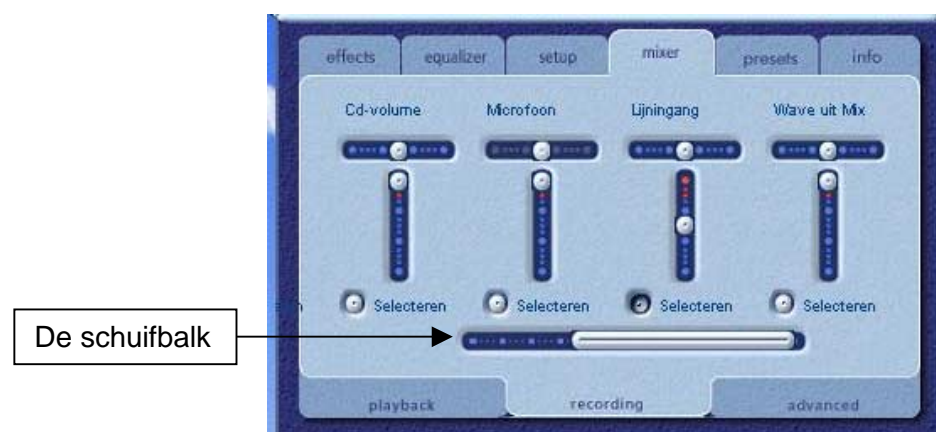 effects equalizer setup mixer presets info
Cd-volume Microfoon Lijningang Wave uit Mix
Selecteren Selecteren Selecteren Selecteren
De schuifbalk
playback recording advanced